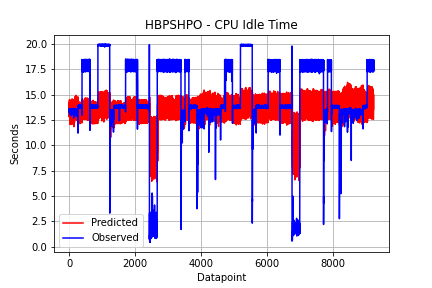 HBPSHPO - CPU Idle Time
20.0
17.5
15.0
12.5
10.0
7.5
5.0
2.5
0.0
Seconds
Predicted
Observed
0 2000 4000 6000 8000
Datapoint